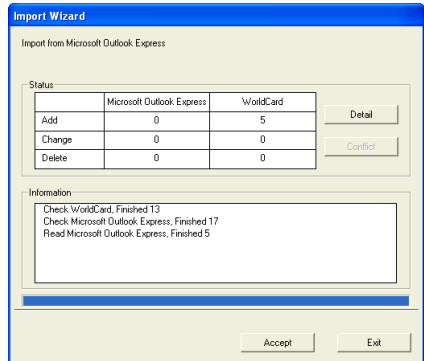 Import Wizard
Import from Microsoft Outlook Express
Status
Microsoft Outlook Express WorldCard
Add 0 5
Detail
Change 0 0
Conflict
Delete 0 0
Information
Check WorldCard, Finished 13
Check Microsoft Outlook Express, Finished 17
Read Microsoft Outlook Express, Finished 5
Accept Exit